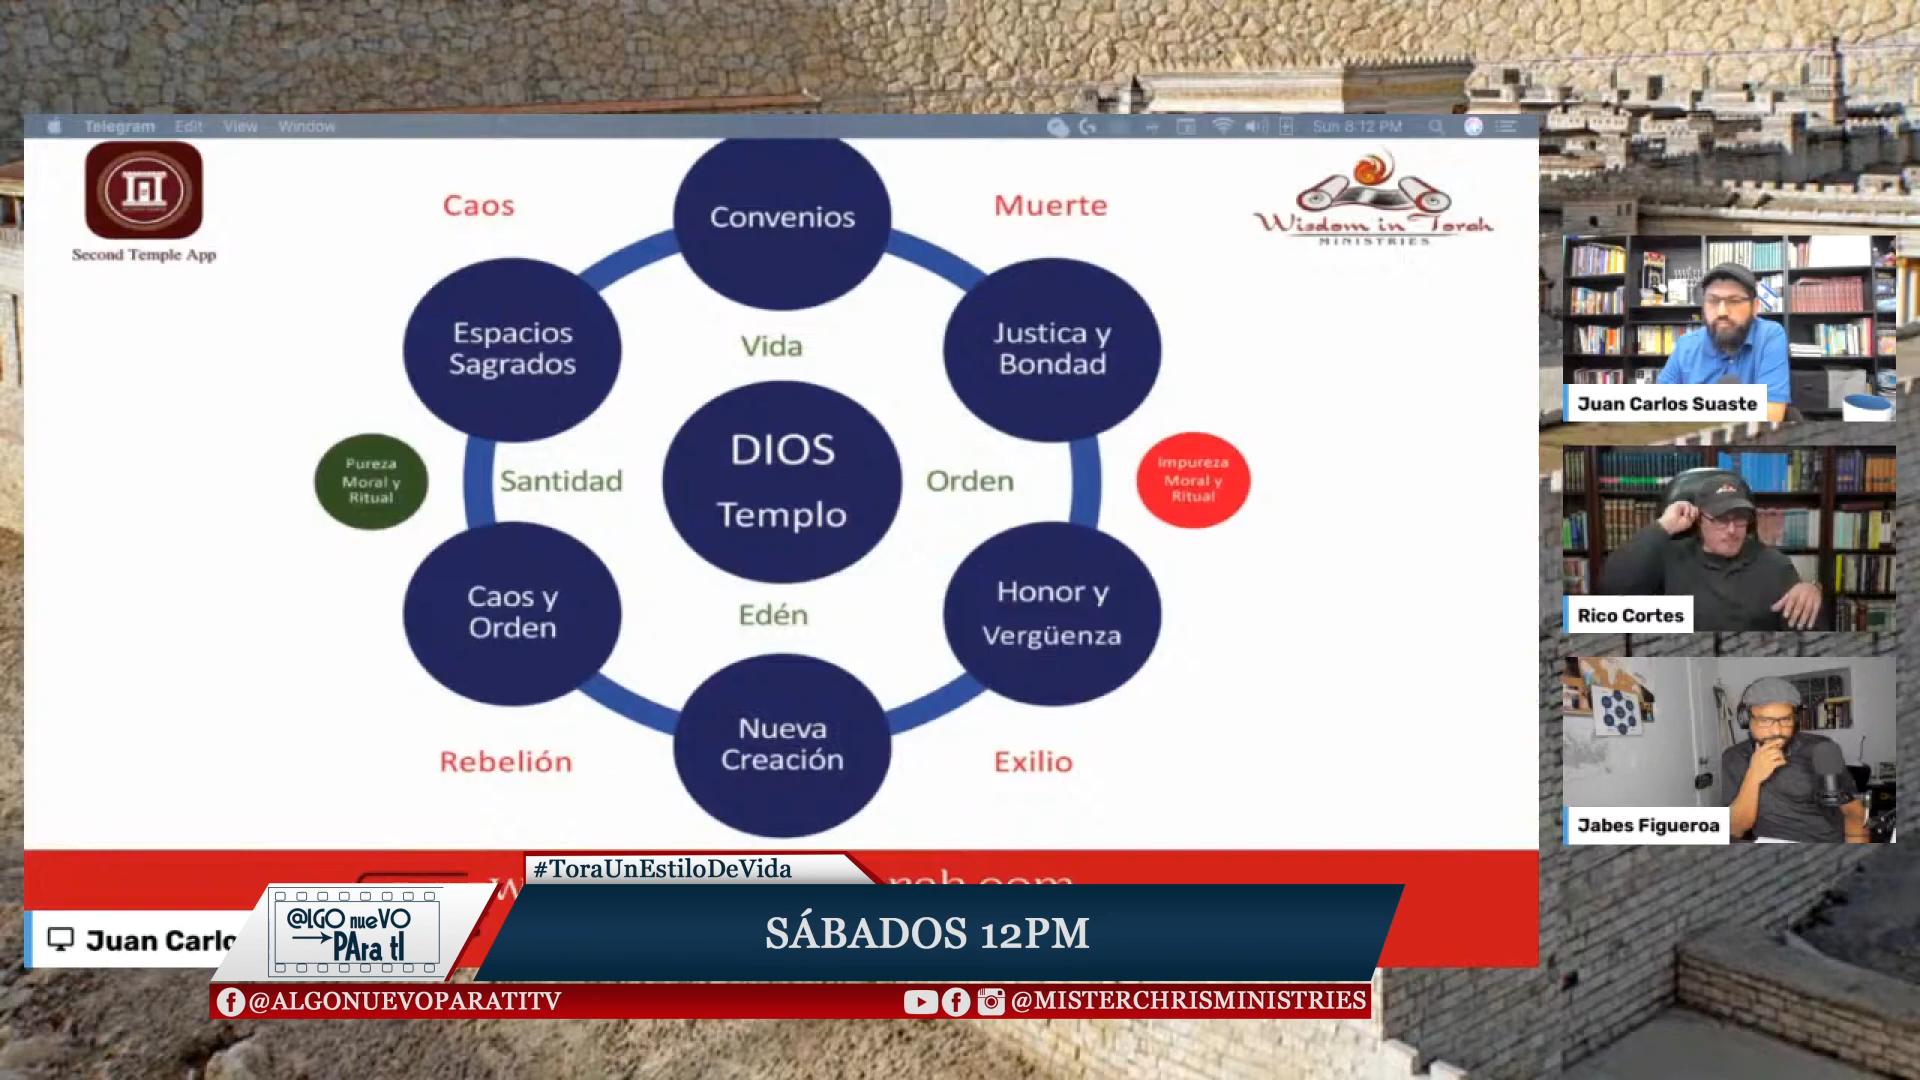 Telegram Edit View Window
Sun 8:12 PM
Second Temple App
Wisdom in Torah
MINISTRIES
Caos
Convenios
Muerte
Espacios
Sagrados
Vida
Justica y
Bondad
Pureza
Moral y
Ritual
Santidad
DIOS
Templo
Orden
Impureza
Moral y
Ritual
Caos y
Orden
Edén
Honor y
Vergüenza
Nueva
Creación
Rebelión
Exilio
Juan Carlos Suaste
Rico Cortes
Jabes Figueroa
#ToraUnEstiloDeVida
Juan Carlo
@LGO nueVO
PAra tI
SÁBADOS 12PM
@ALGONUEVOPARATITV
@MISTERCHRISMINISTRIES